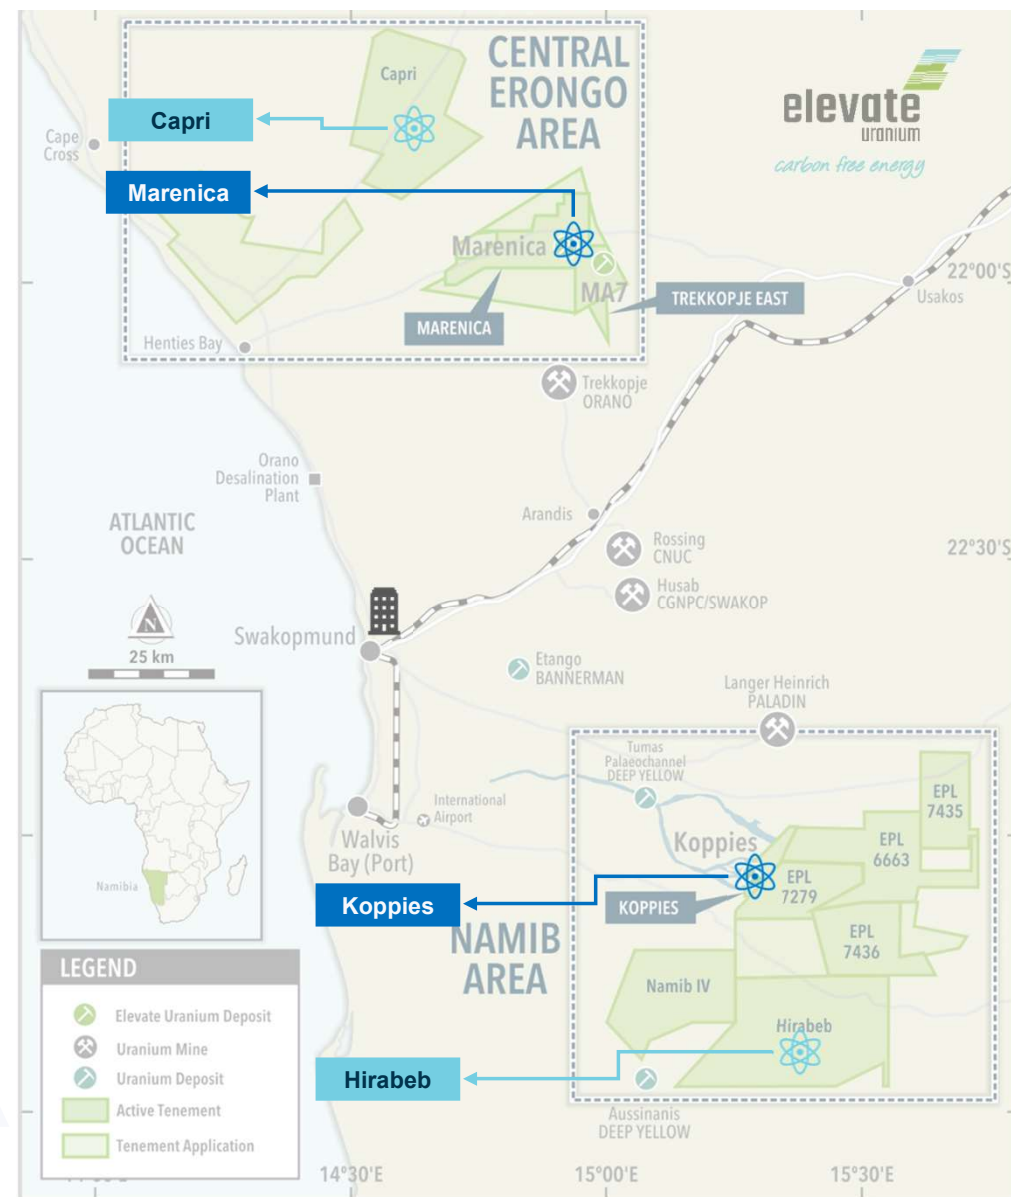 CENTRAL
ERONGO
AREA
elevate
uranium
carbon free energy
Capri
Capri
Cape
Cross
Marenica
Marenica
MA7
TREKKOPJE EAST
MARENICA
22°00'S
Usakos
Henties Bay
Trekkopje
ORANO
Orano
Desalination
Plant
ATLANTIC
OCEAN
Arandis
Rossing
CNUC
22°30'S
Husab
CGNPC/SWAKOP
N
25 km
Swakopmund
Etango
BANNERMAN
Langer Heinrich
PALADIN
Tumas
Palaeochannel
DEEP YELLOW
International
Airport
Walvis
Bay (Port)
Namibia
EPL
7435
EPL
6663
Koppies
EPL
7279
KOPPIES
Koppies
EPL
7436
NAMIB
AREA
Namib IV
Hirabeb
Hirabeb
Aussinanis
DEEP YELLOW
LEGEND
Elevate Uranium Deposit
Uranium Mine
Uranium Deposit
Active Tenement
Tenement Application
14°30'E
15°00'E
15°30'E